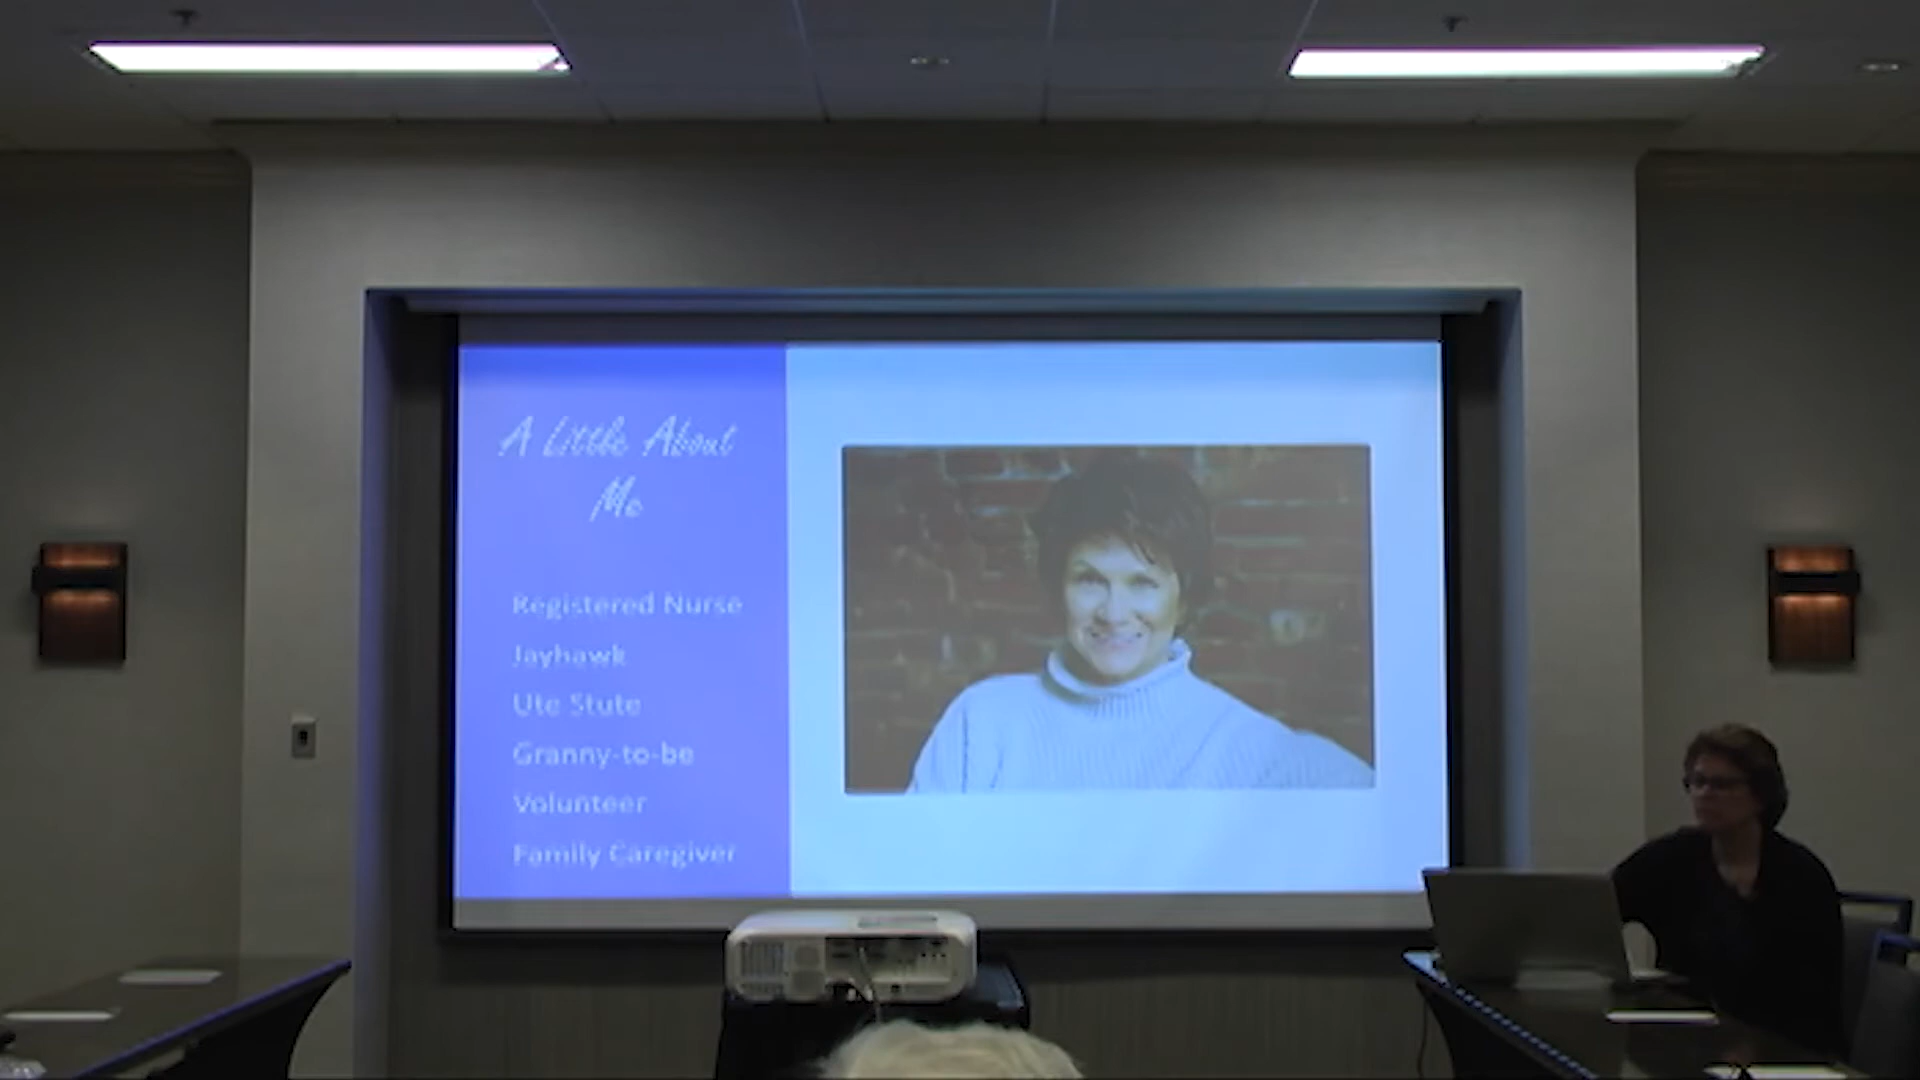 A Little About
Me
Registered Nurse
Jayhawk
Ute Stute
Granny-to-be
Volunteer
Family Caregiver